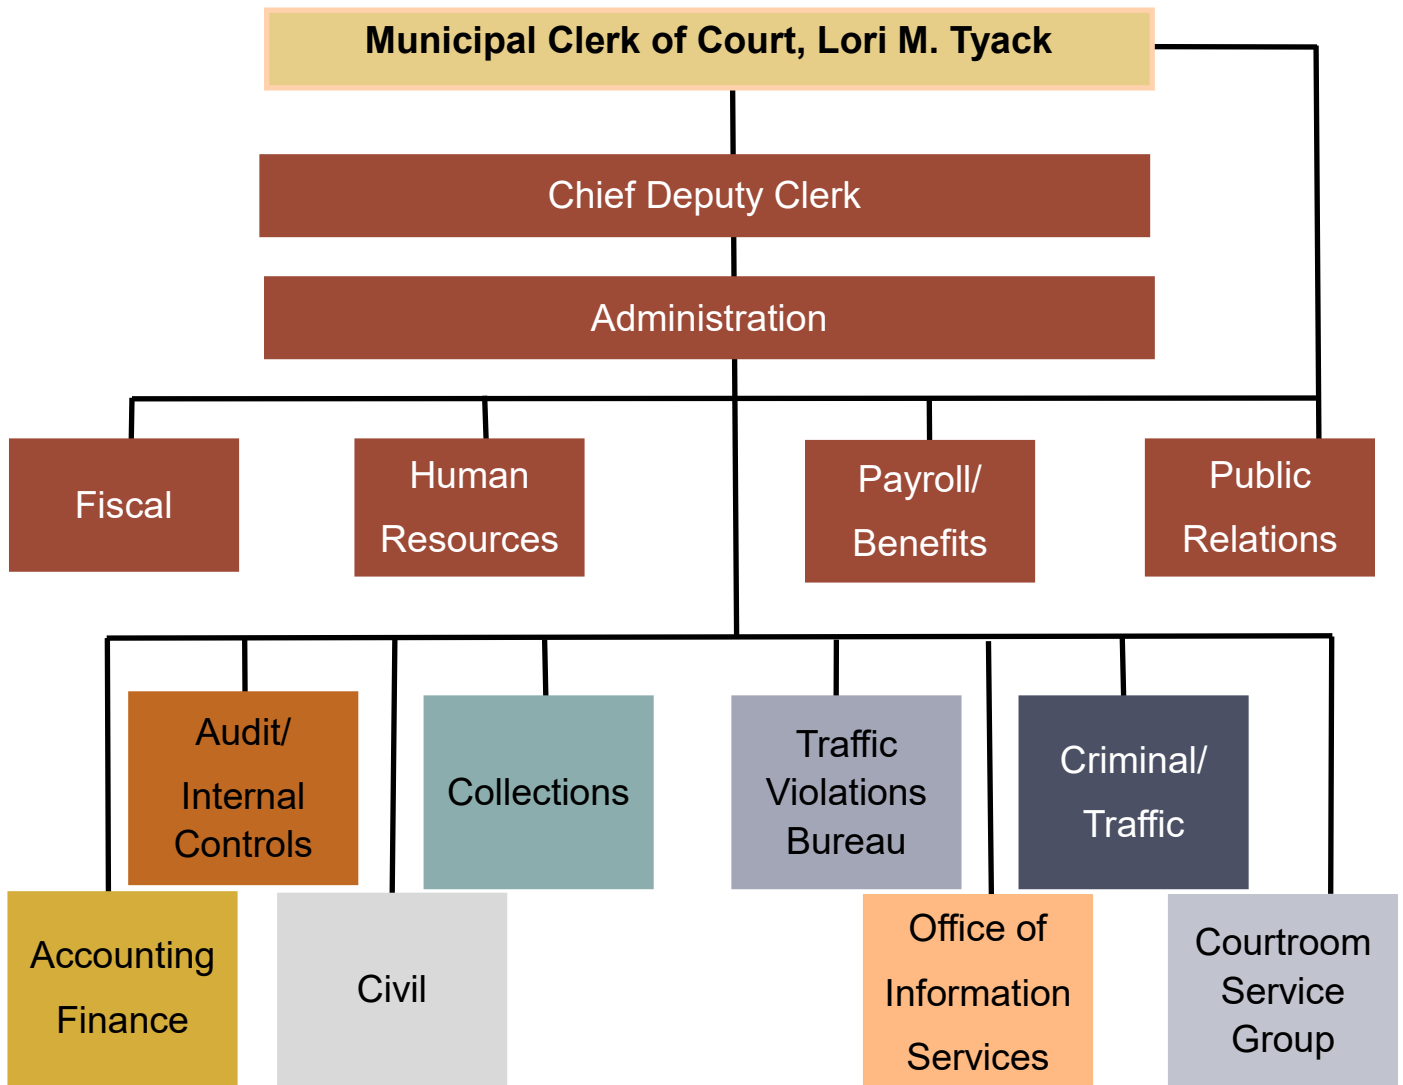 Municipal Clerk of Court, Lori M. Tyack
Chief Deputy Clerk
Administration
Fiscal
Human
Resources
Payroll/
Benefits
Public
Relations
Audit/
Internal
Controls
Collections
Traffic
Violations
Bureau
Criminal/
Traffic
Accounting
Finance
Civil
Office of
Information
Services
Courtroom
Service
Group